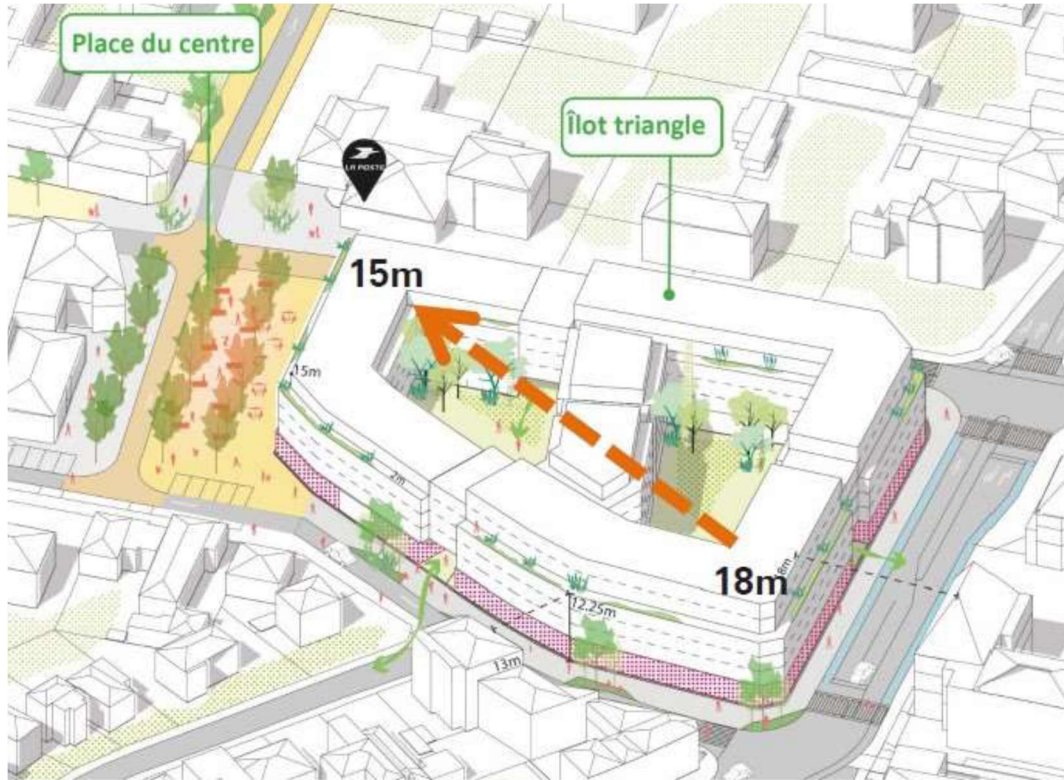 Place du centre
Îlot triangle
LA POSTE
15m
15m
2m
18m
8m
12.25m
13m